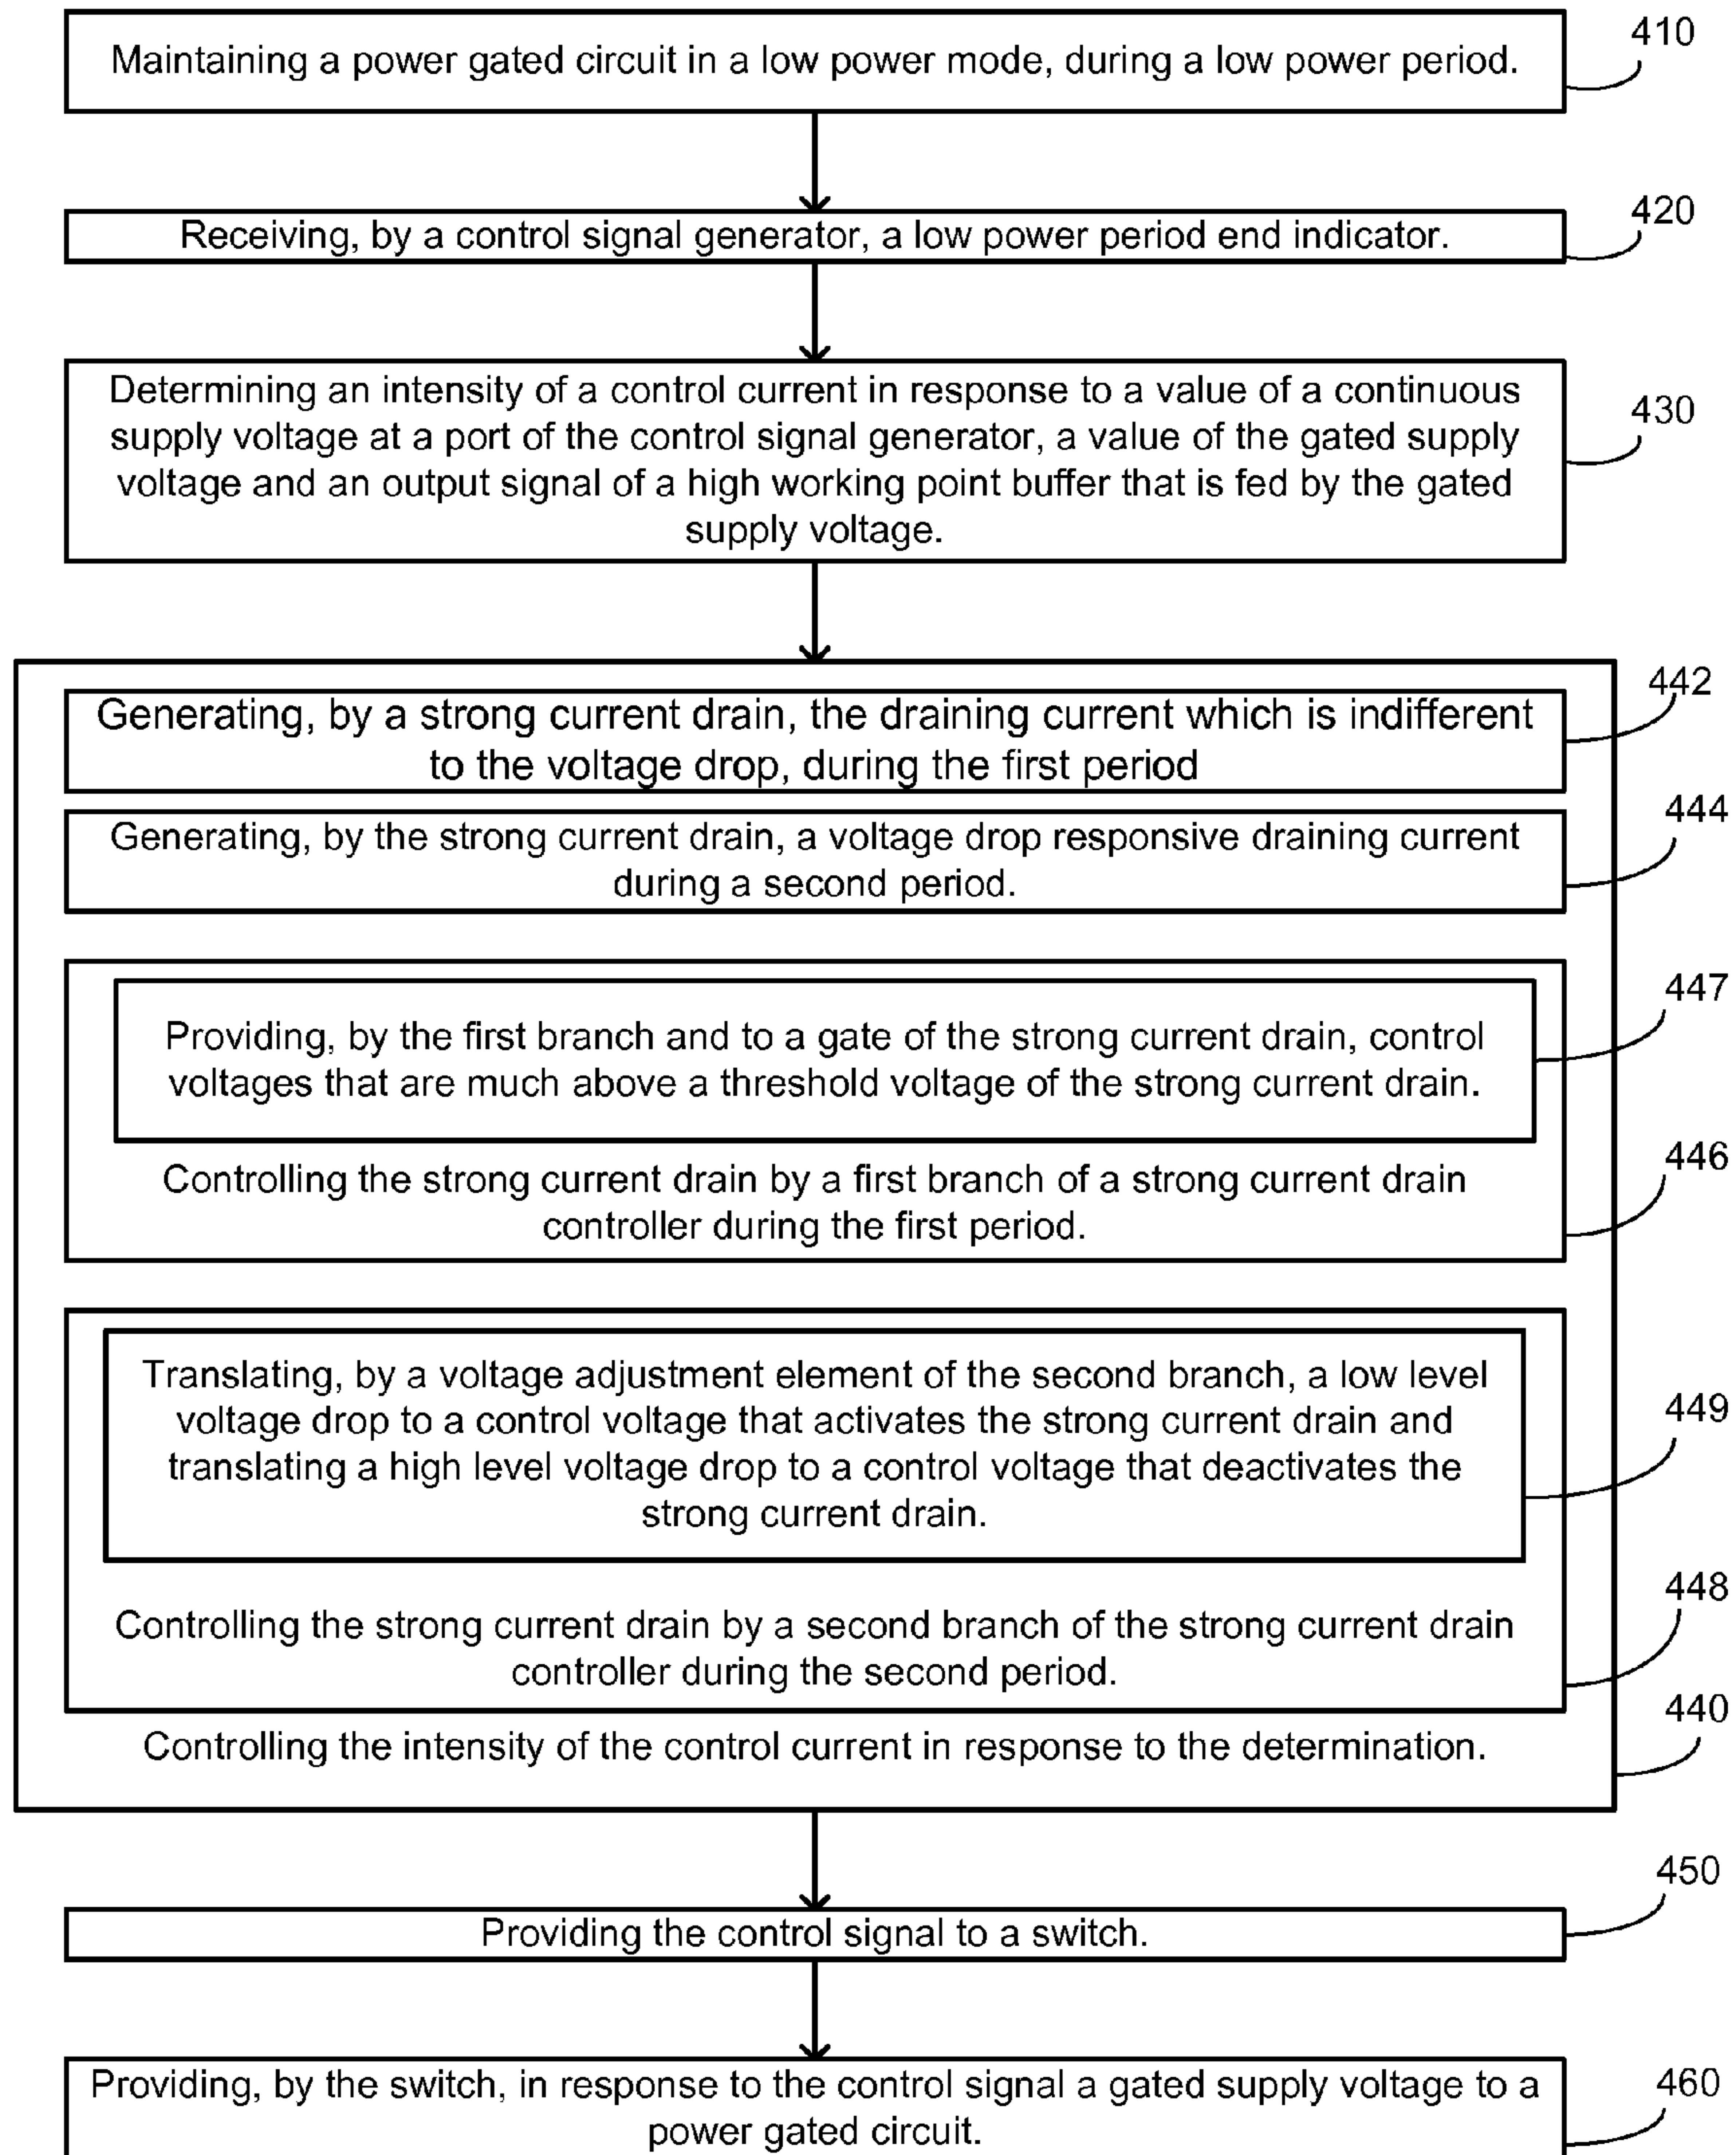 Maintaining a power gated circuit in a low power mode, during a low power period.
410
Receiving, by a control signal generator, a low power period end indicator.
420
Determining an intensity of a control current in response to a value of a continuous
supply voltage at a port of the control signal generator, a value of the gated supply
voltage and an output signal of a high working point buffer that is fed by the gated
supply voltage.
430
Generating, by a strong current drain, the draining current which is indifferent
to the voltage drop, during the first period
442
Generating, by the strong current drain, a voltage drop responsive draining current
during a second period.
444
Providing, by the first branch and to a gate of the strong current drain, control
voltages that are much above a threshold voltage of the strong current drain.
447
Controlling the strong current drain by a first branch of a strong current drain
controller during the first period.
446
Translating, by a voltage adjustment element of the second branch, a low level
voltage drop to a control voltage that activates the strong current drain and
translating a high level voltage drop to a control voltage that deactivates the
strong current drain.
449
Controlling the strong current drain by a second branch of the strong current drain
controller during the second period.
448
Controlling the intensity of the control current in response to the determination.
440
Providing the control signal to a switch.
450
Providing, by the switch, in response to the control signal a gated supply voltage to a
power gated circuit.
460